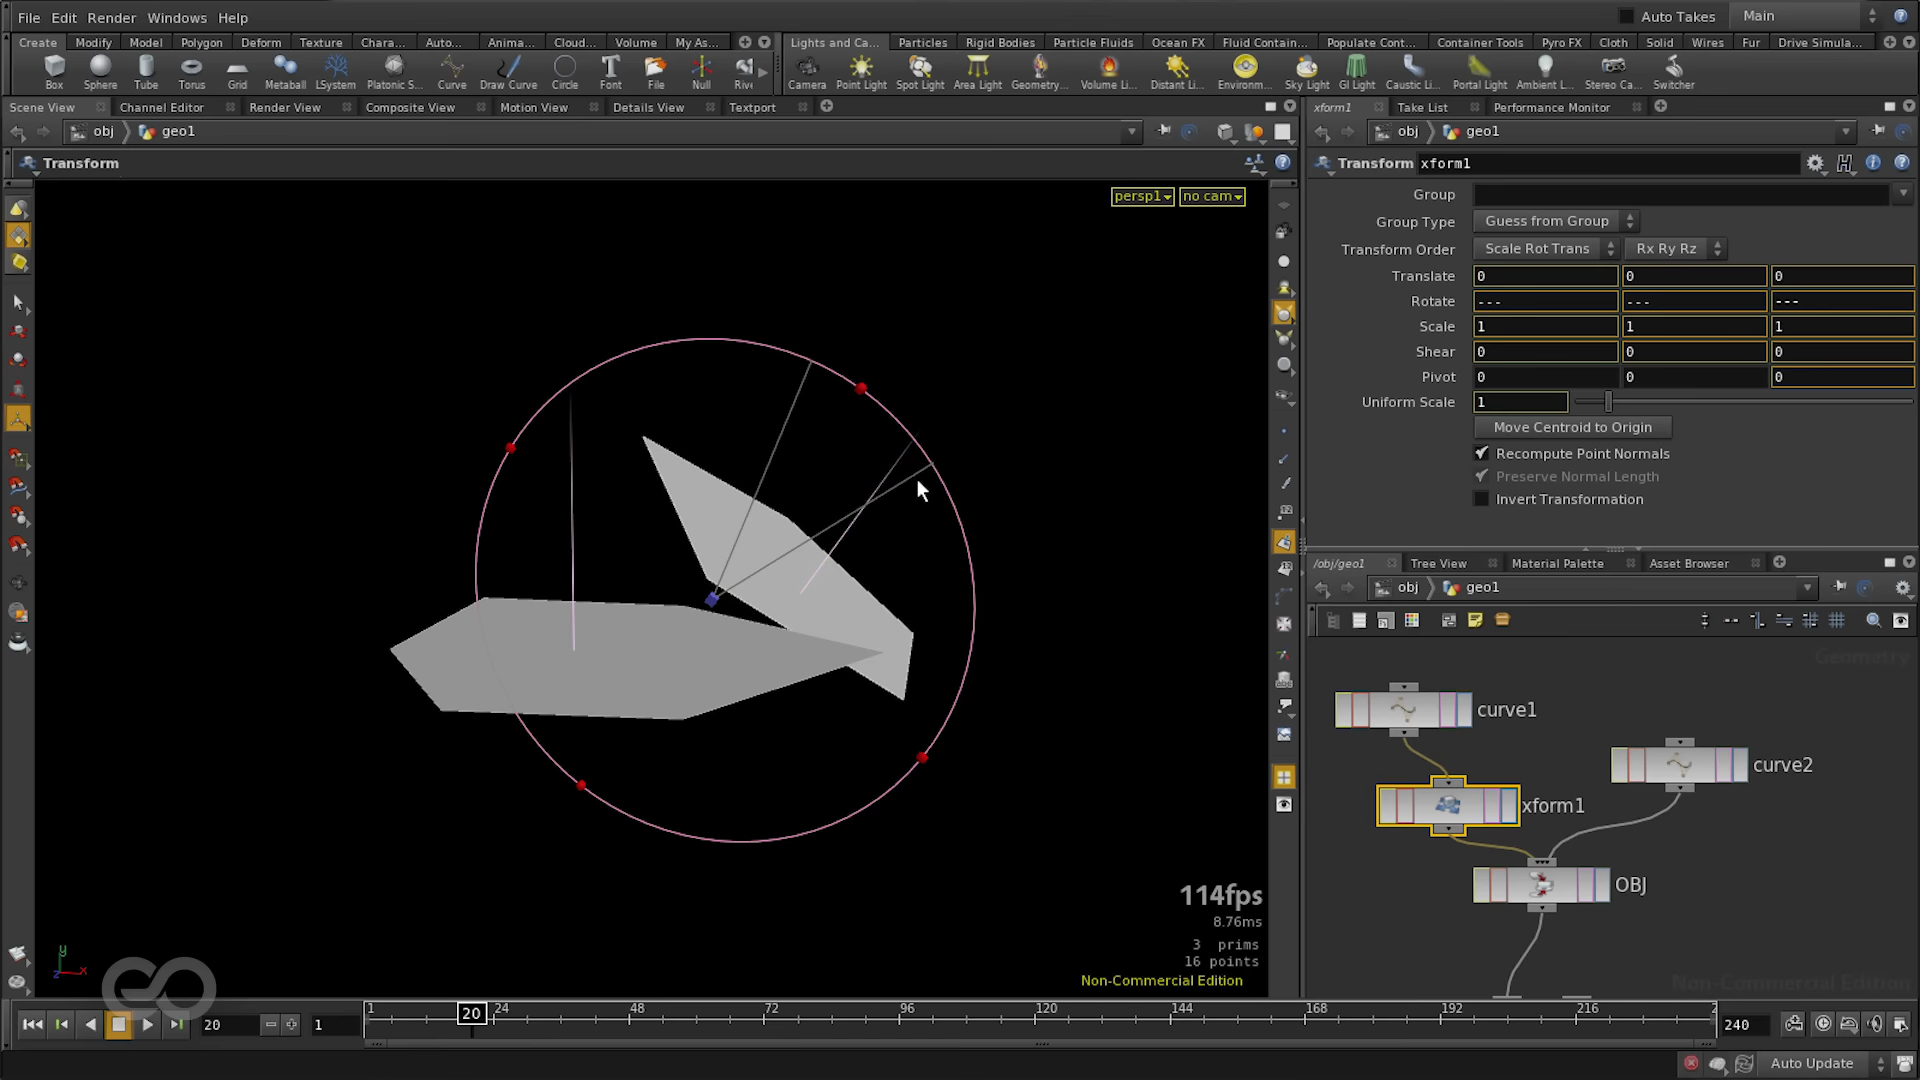 File Edit Render Windows Help
Auto Takes Main
Create Modify Model Polygon Deform Texture Chara... Auto... Anima... Cloud... Volume My As...
Lights and Ca... Particles Rigid Bodies Particle Fluids Ocean FX Fluid Contain... Populate Cont... Container Tools Pyro FX Cloth Solid Wires Fur Drive Simula...
Box Sphere Tube Torus Grid Metaball LSystem Platonic S... Curve Draw Curve Circle Font File Null Riv
Camera Point Light Spot Light Area Light Geometry... Volume Li... Distant Li... Environm... Sky Light GI Light Caustic Li... Portal Light Ambient L... Stereo Ca... Switcher
Scene View Channel Editor Render View Composite View Motion View Details View Textport
xform1 Take List Performance Monitor
obj geo1
obj geo1
Transform
Transform xform1
persp1 no cam
Group
Group Type Guess from Group
Transform Order Scale Rot Trans Rx Ry Rz
Translate 0 0 0
Rotate --- --- ---
Scale 1 1 1
Shear 0 0 0
Pivot 0 0 0
Uniform Scale 1
Move Centroid to Origin
Recompute Point Normals
Preserve Normal Length
Invert Transformation
/obj/geo1 Tree View Material Palette Asset Browser
obj geo1
Geometry
curve1
curve2
xform1
OBJ
Non-Commercial Edition
114fps
8.76ms
3 prims
16 points
Non-Commercial Edition
y
x
z
1 20 24 48 72 96 120 144 168 192 216 2
20 1 240
Auto Update